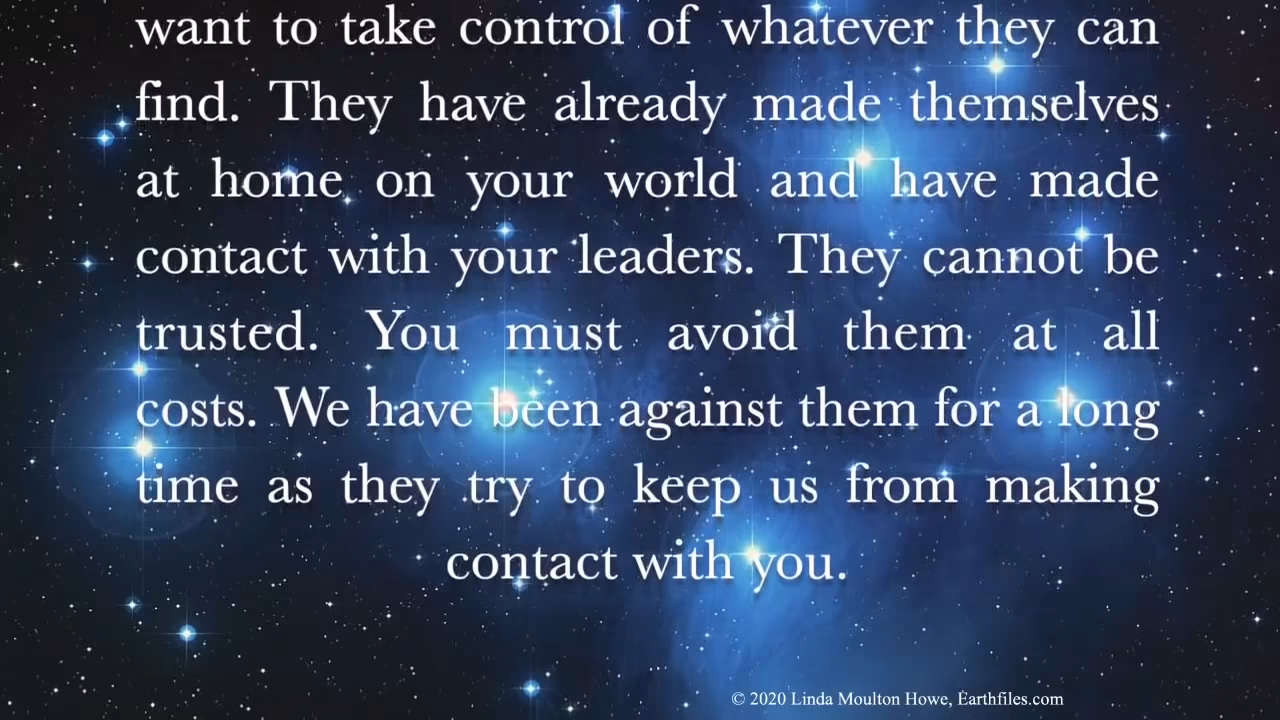 want to take control of whatever they can
find. They have already made themselves
at home on your world and have made
contact with your leaders. They cannot be
trusted. You must avoid them at all
costs. We have been against them for a long
time as they try to keep us from making
contact with you.
© 2020 Linda Moulton Howe, Earthfiles.com